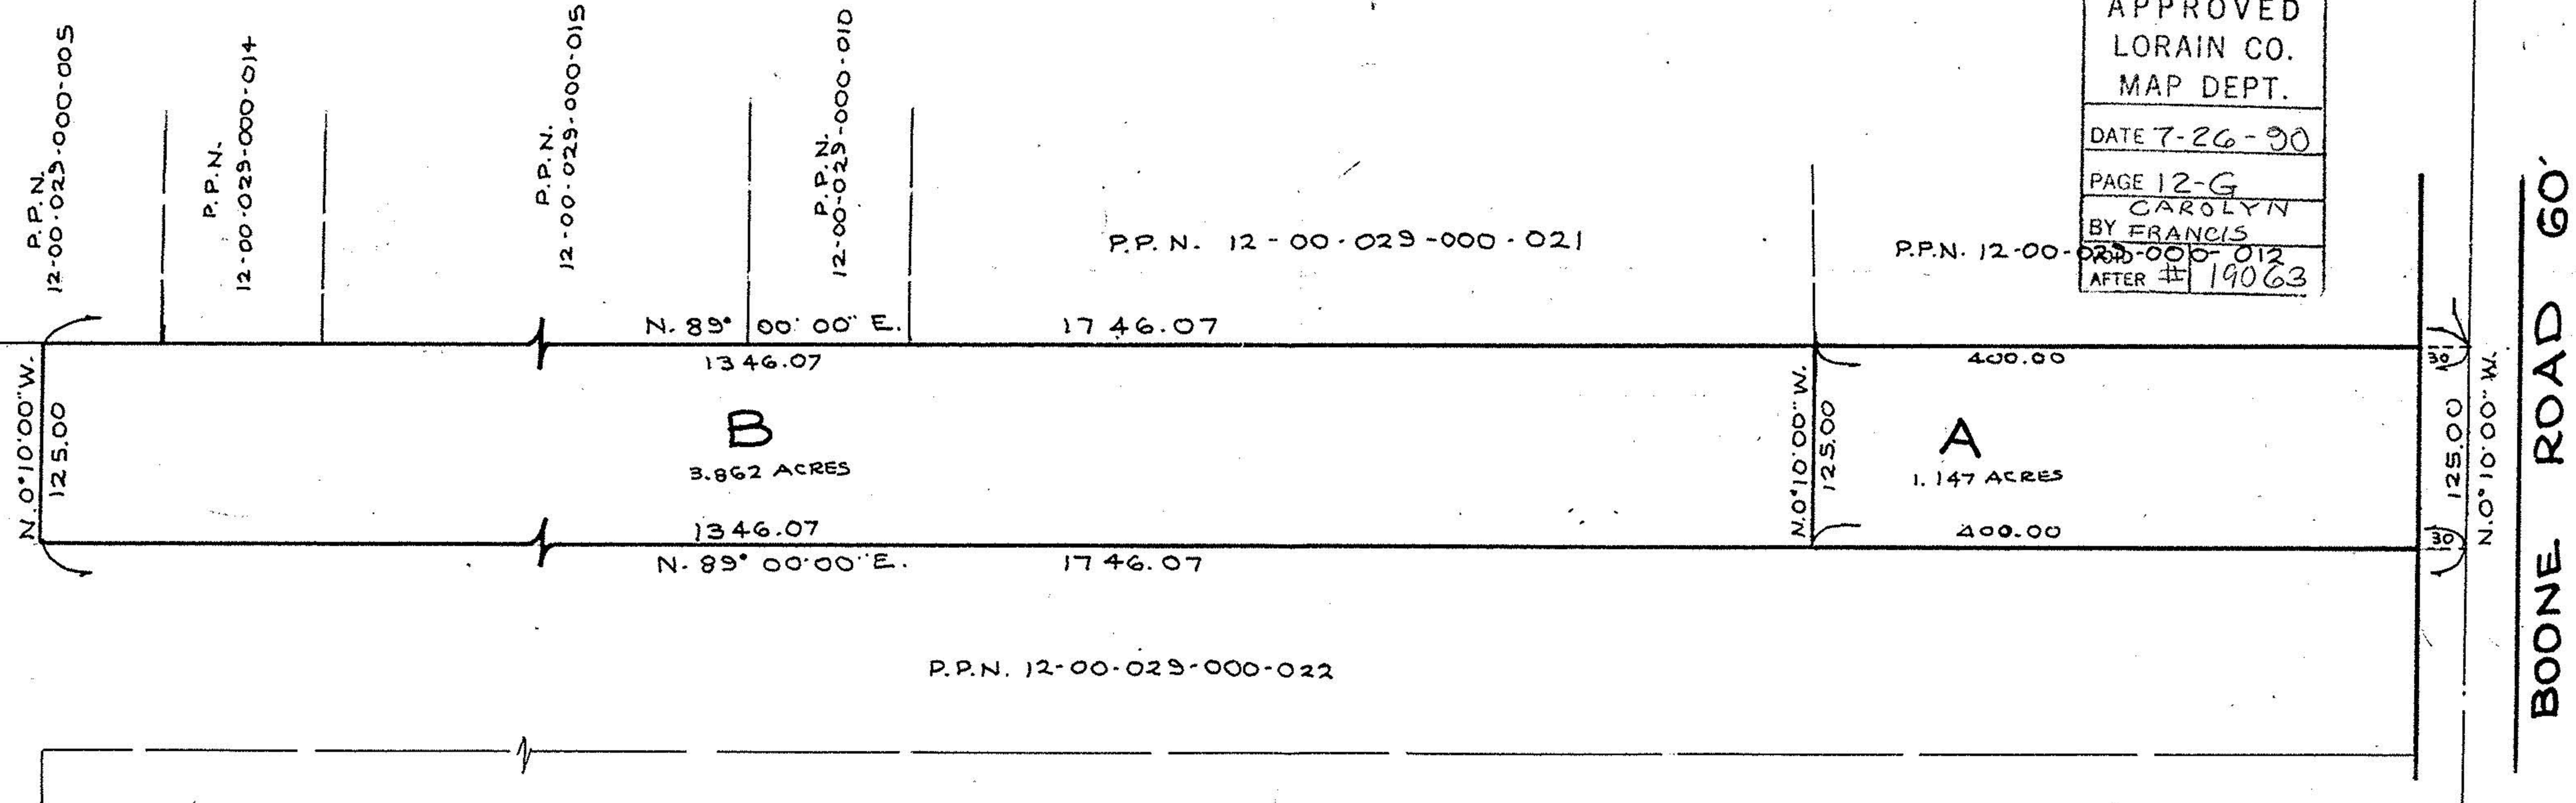 APPROVED
LORAIN CO.
MAP DEPT.
DATE 7-26-90
PAGE 12-G
BY CAROLYN FRANCIS
VOID AFTER # 19063
P.P.N.
12-00-029-000-005
P.P.N.
12-00-029-000-014
P.P.N.
12-00-029-000-015
P.P.N.
12-00-029-000-010
P.P.N. 12-00-029-000-021
P.P.N. 12-00-029-000-012
N. 89° 00' 00" E. 1746.07
1346.07
400.00
30
N. 0° 10' 00" W.
125.00
B
3.862 ACRES
N. 0° 10' 00" W.
125.00
A
1.147 ACRES
125.00
N. 0° 10' 00" W.
1346.07
400.00
30
N. 89° 00' 00" E. 1746.07
P.P.N. 12-00-029-000-022
BOONE ROAD 60'